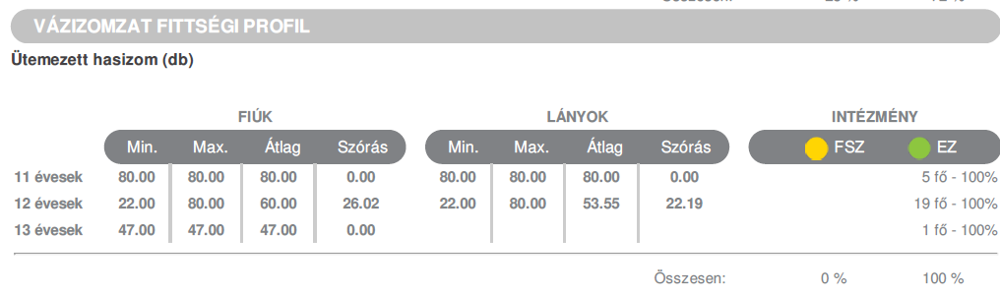 VÁZIZOMZAT FITTSÉGI PROFIL
Ütemezett hasizom (db)
FIÚK LÁNYOK INTÉZMÉNY
Min. Max. Átlag Szórás Min. Max. Átlag Szórás FSZ EZ
11 évesek 80.00 80.00 80.00 0.00 80.00 80.00 80.00 0.00 5 fő - 100%
12 évesek 22.00 80.00 60.00 26.02 22.00 80.00 53.55 22.19 19 fő - 100%
13 évesek 47.00 47.00 47.00 0.00 1 fő - 100%
Összesen: 0 % 100 %